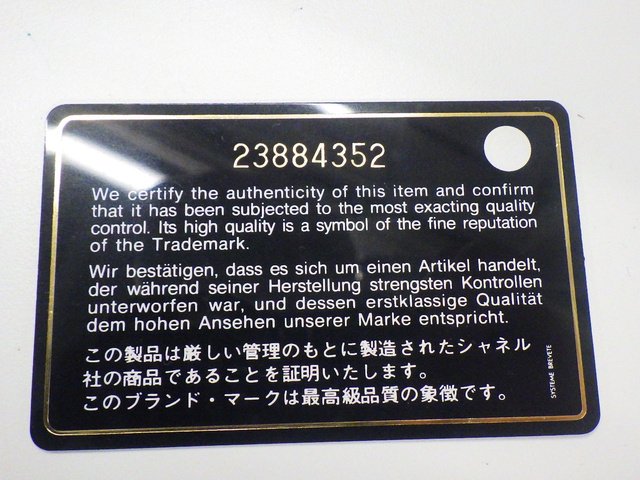 23884352
We certify the authenticity of this item and confirm
that it has been subjected to the most exacting quality
control. Its high quality is a symbol of the fine reputation
of the Trademark.
Wir bestätigen, dass es sich um einen Artikel handelt,
der während seiner Herstellung strengsten Kontrollen
unterworfen war, und dessen erstklassige Qualität
dem hohen Ansehen unserer Marke entspricht.
この製品は厳しい管理のもとに製造されたシャネル
社の商品であることを証明いたします。
このブランド・マークは最高級品質の象徴です。
SYSTEME BREVETE